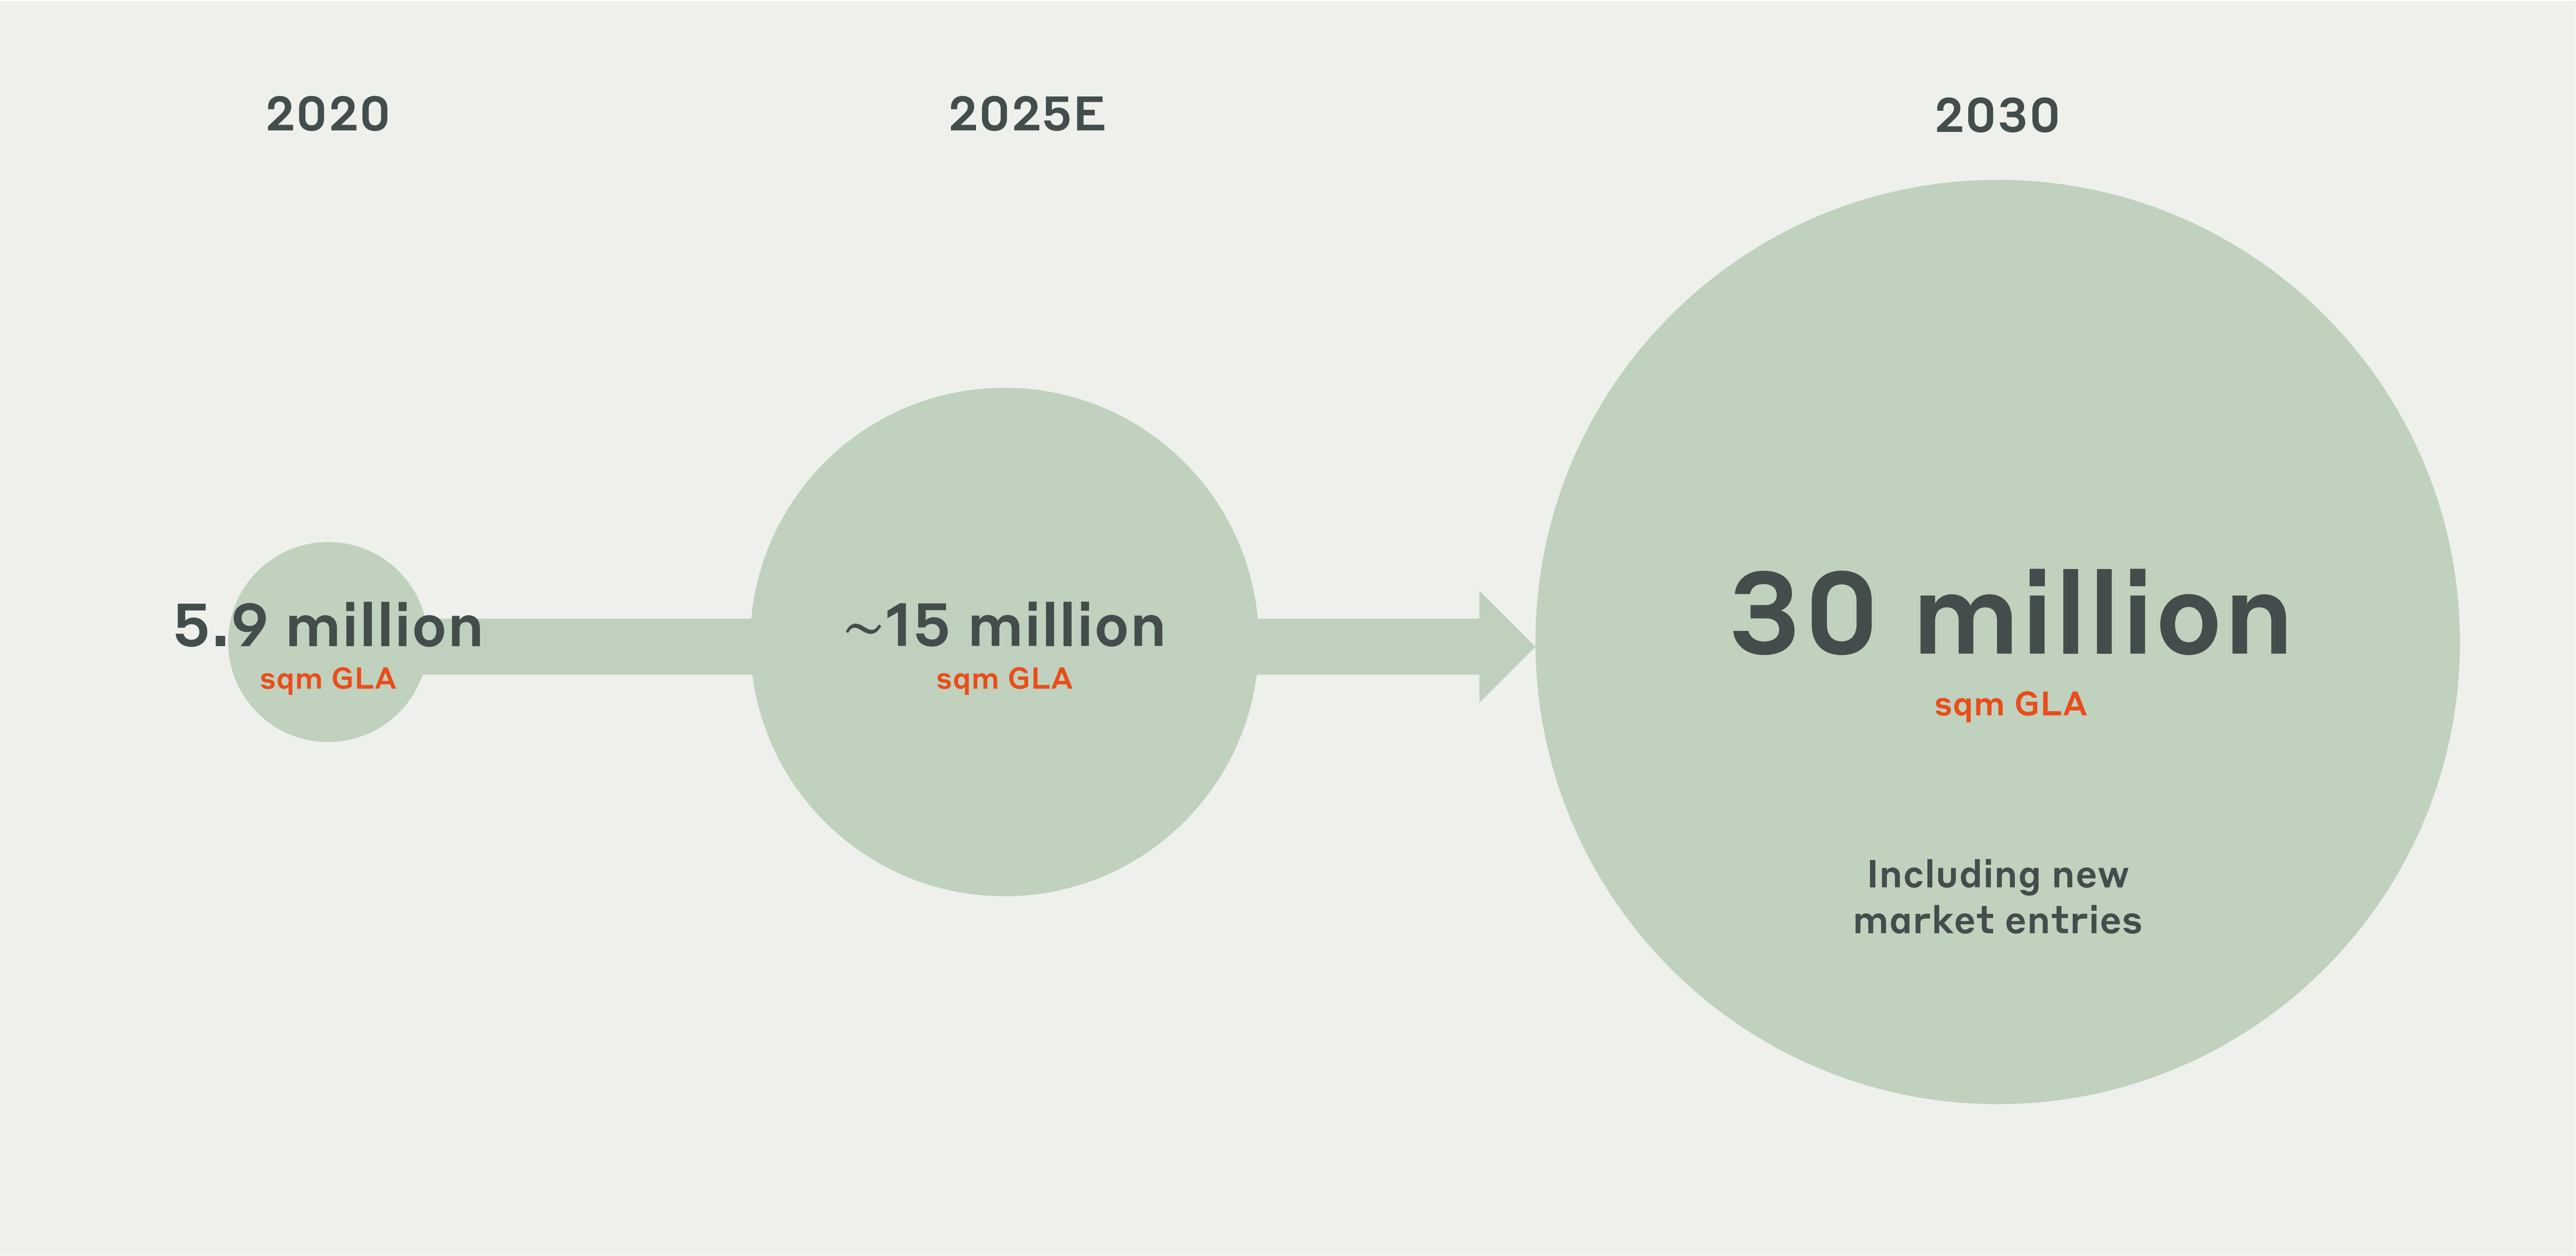 2020
5.9 million
sqm GLA
2025E
~15 million
sqm GLA
2030
30 million
sqm GLA
Including new
market entries